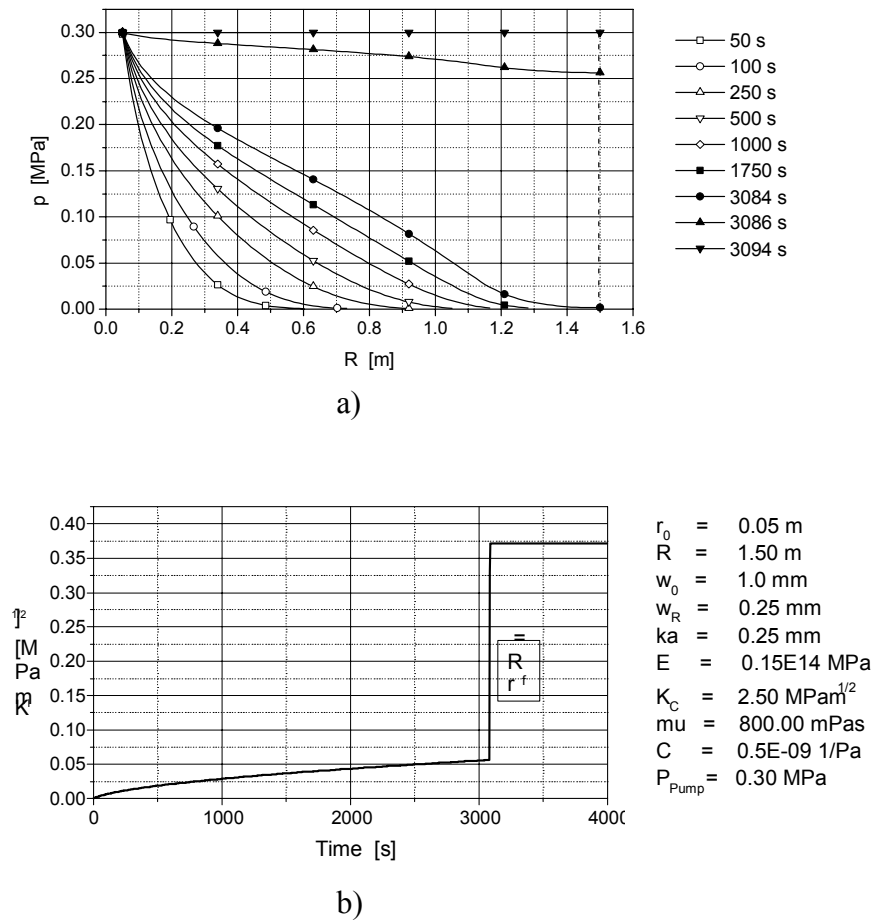 0.30
0.25
0.20
0.15
0.10
0.05
0.00
p [MPa]
0.0 0.2 0.4 0.6 0.8 1.0 1.2 1.4 1.6
R [m]
50 s
100 s
250 s
500 s
1000 s
1750 s
3084 s
3086 s
3094 s
a)
0.40
0.35
0.30
0.25
0.20
0.15
0.10
0.05
0.00
[M
Pa
=
R
r f
0 1000 2000 3000 4000
Time [s]
r0 = 0.05 m
R = 1.50 m
w0 = 1.0 mm
wR = 0.25 mm
ka = 0.25 mm
E = 0.15E14 MPa
KC = 2.50 MPam1/2
mu = 800.00 mPas
C = 0.5E-09 1/Pa
PPump = 0.30 MPa
b)